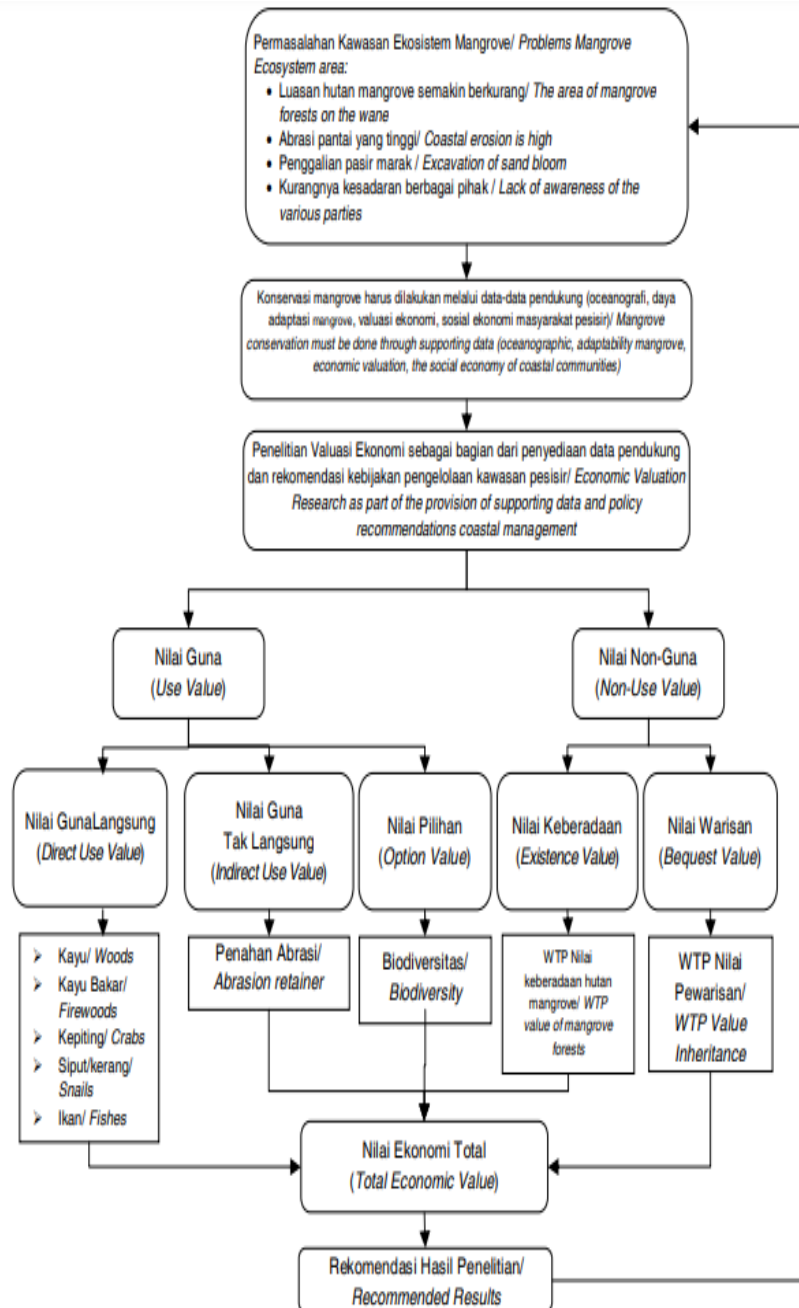 Permasalahan Kawasan Ekosistem Mangrove/ Problems Mangrove
Ecosystem area:
• Luasan hutan mangrove semakin berkurang/ The area of mangrove
forests on the wane
• Abrasi pantai yang tinggi/ Coastal erosion is high
• Penggalian pasir marak / Excavation of sand bloom
• Kurangnya kesadaran berbagai pihak / Lack of awareness of the
various parties
Konservasi mangrove harus dilakukan melalui data-data pendukung (oceanografi, daya
adaptasi mangrove, valuasi ekonomi, sosial ekonomi masyarakat pesisir)/ Mangrove
conservation must be done through supporting data (oceanographic, adaptability mangrove,
economic valuation, the social economy of coastal communities)
Penelitian Valuasi Ekonomi sebagai bagian dari penyediaan data pendukung
dan rekomendasi kebijakan pengelolaan kawasan pesisir/ Economic Valuation
Research as part of the provision of supporting data and policy
recommendations coastal management
Nilai Guna
(Use Value)
Nilai Non-Guna
(Non-Use Value)
Nilai GunaLangsung
(Direct Use Value)
Nilai Guna
Tak Langsung
(Indirect Use Value)
Nilai Pilihan
(Option Value)
Nilai Keberadaan
(Existence Value)
Nilai Warisan
(Bequest Value)
➢ Kayu/ Woods
➢ Kayu Bakar/
Firewoods
➢ Kepiting/ Crabs
➢ Siput/kerang/
Snails
➢ Ikan/ Fishes
Penahan Abrasi/
Abrasion retainer
Biodiversitas/
Biodiversity
WTP Nilai
keberadaan hutan
mangrove/ WTP
value of mangrove
forests
WTP Nilai
Pewarisan/
WTP Value
Inheritance
Nilai Ekonomi Total
(Total Economic Value)
Rekomendasi Hasil Penelitian/
Recommended Results